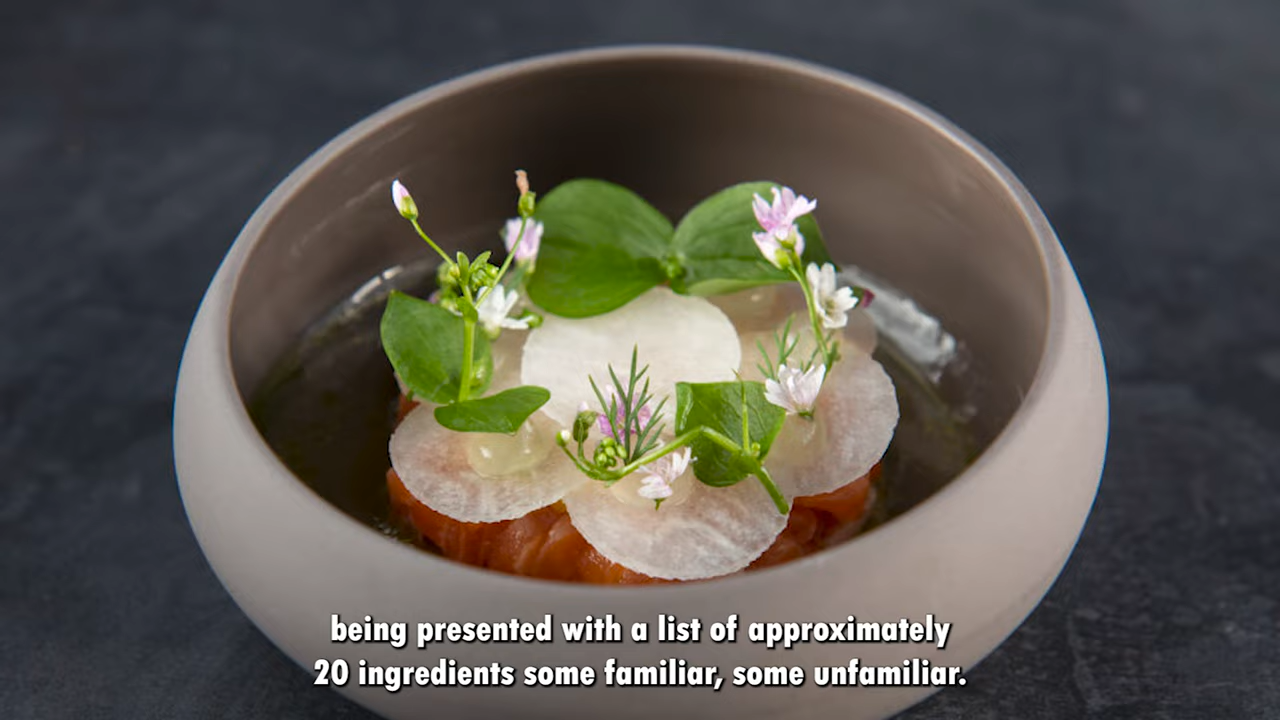 being presented with a list of approximately
20 ingredients some familiar, some unfamiliar.